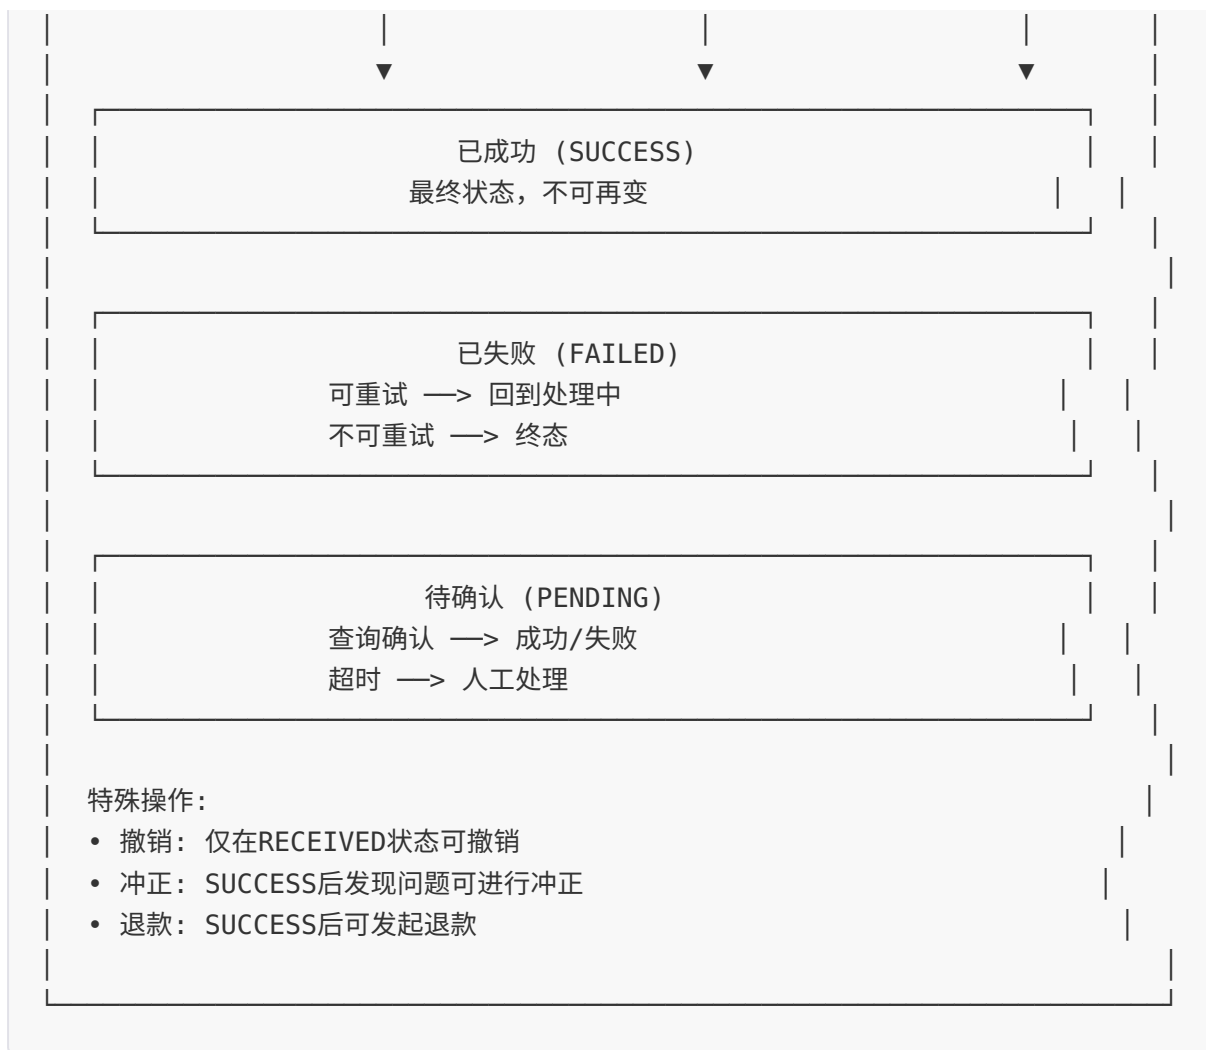 已成功 (SUCCESS)
最终状态，不可再变
已失败 (FAILED)
可重试 ──> 回到处理中
不可重试 ──> 终态
待确认 (PENDING)
查询确认 ──> 成功/失败
超时 ──> 人工处理
特殊操作:
• 撤销: 仅在RECEIVED状态可撤销
• 冲正: SUCCESS后发现问题可进行冲正
• 退款: SUCCESS后可发起退款